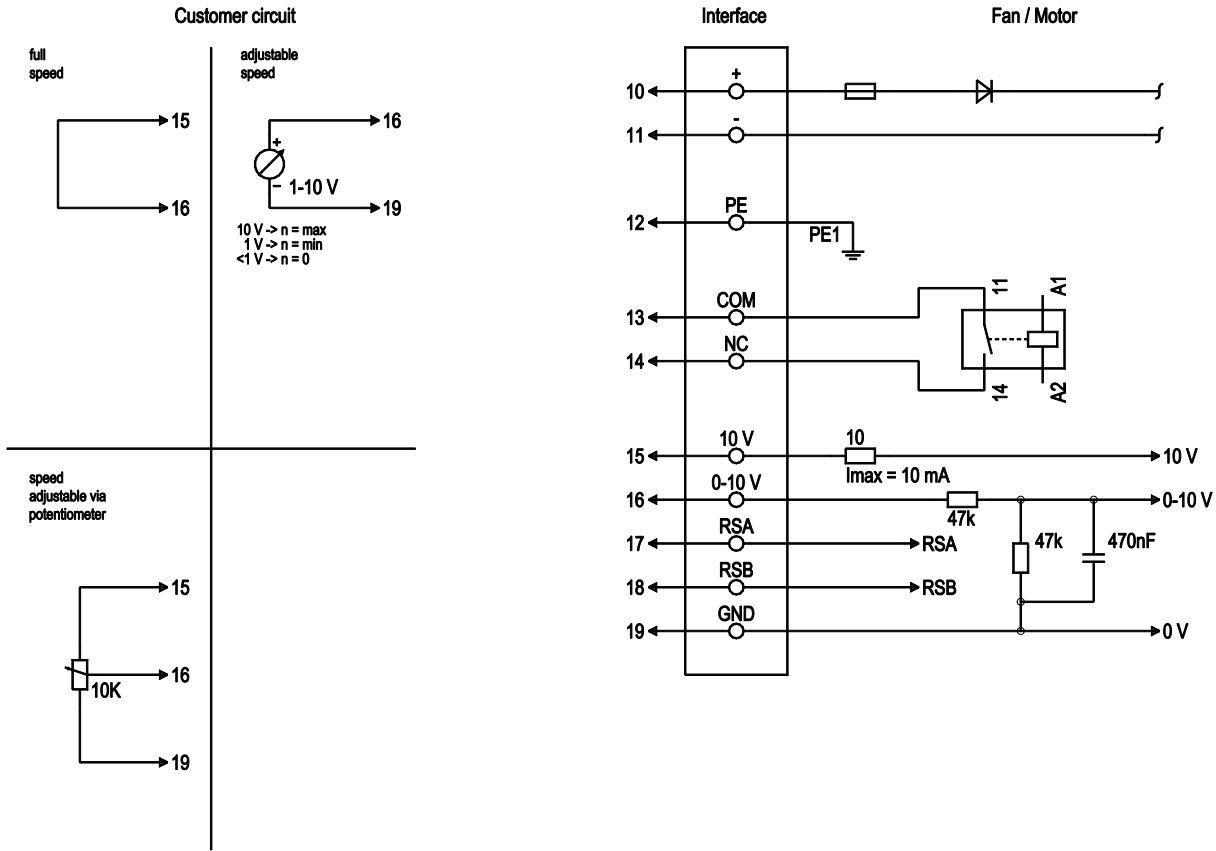 Customer circuit
Interface
Fan / Motor
full
speed
15
16
adjustable
speed
16
+
–
1-10 V
19
10 V -> n = max
1 V -> n = min
<1 V -> n = 0
speed
adjustable via
potentiometer
15
16
10K
19
+
10
-
11
PE
12
PE1
COM
13
NC
14
11
A1
14
A2
10 V
15
10
Imax = 10 mA
10 V
0-10 V
16
47k
0-10 V
RSA
17
RSA
47k
470nF
RSB
18
RSB
GND
19
0 V